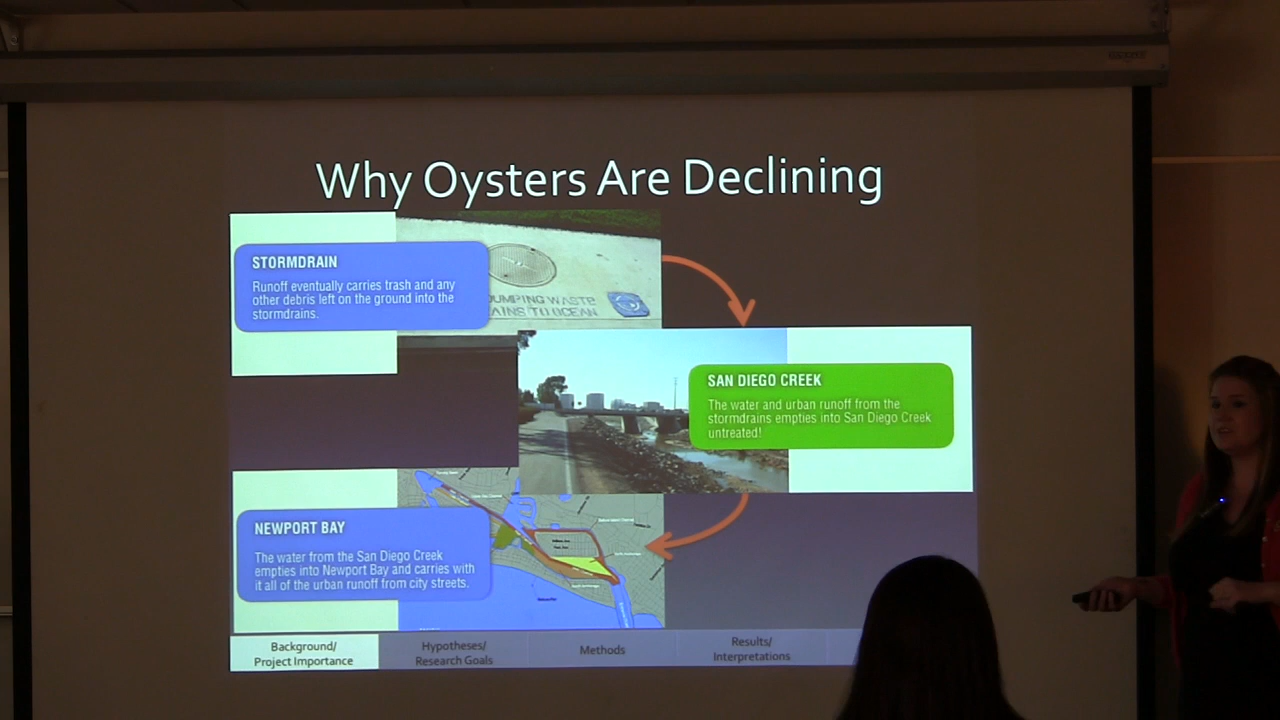 Why Oysters Are Declining
STORMDRAIN
Runoff eventually carries trash and any
other debris left on the ground into the
stormdrains.
DUMPING WASTE
AINS TO OCEAN
SAN DIEGO CREEK
The water and urban runoff from the
stormdrains empties into San Diego Creek
untreated!
NEWPORT BAY
The water from the San Diego Creek
empties into Newport Bay and carries with
it all of the urban runoff from city streets.
Background/
Project Importance
Hypotheses/
Research Goals
Methods
Results/
Interpretations